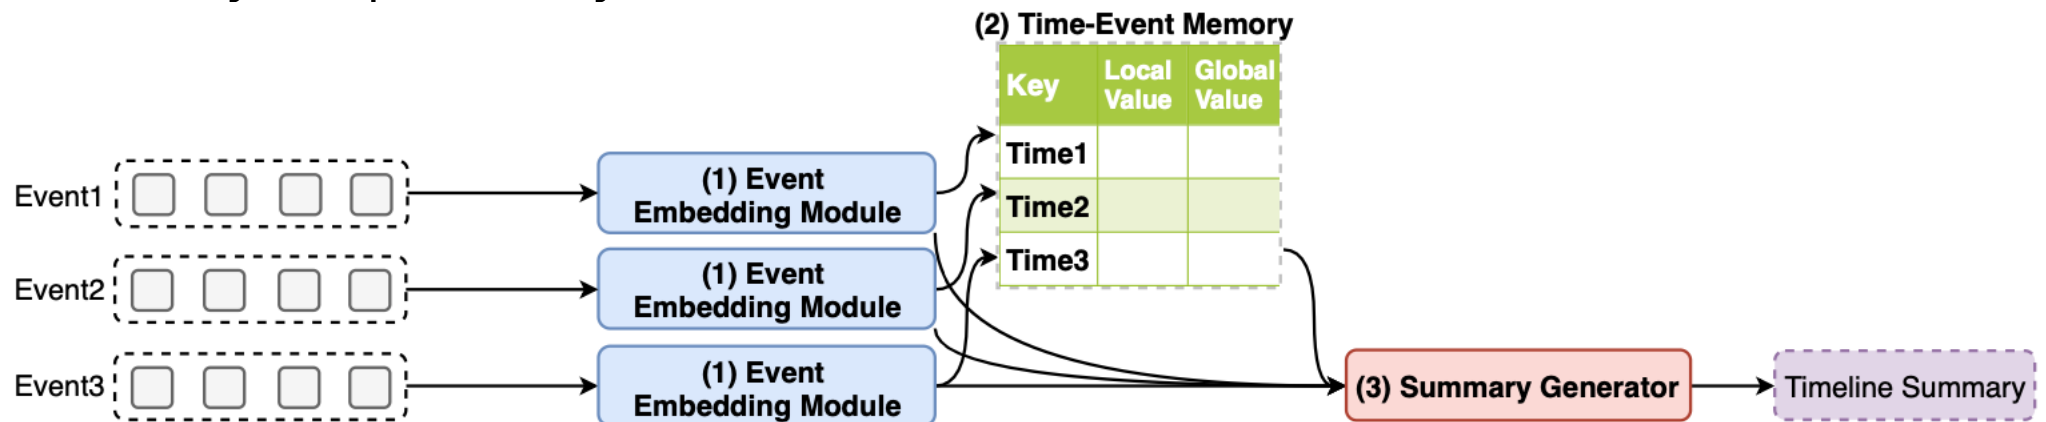 (2) Time-Event Memory
Key
Local
Value
Global
Value
Time1
Time2
Time3
Event1
(1) Event
Embedding Module
Event2
(1) Event
Embedding Module
Event3
(1) Event
Embedding Module
(3) Summary Generator
Timeline Summary